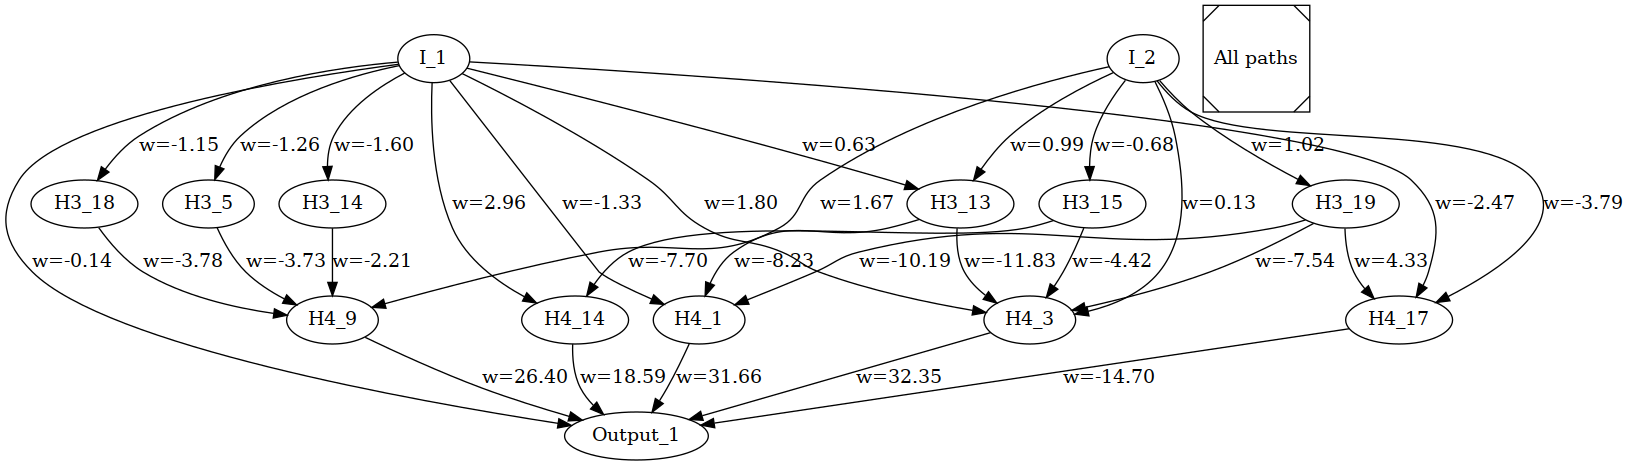 I_1
I_2
All paths
w=-1.15
w=-1.26
w=-1.60
w=0.63
w=0.99
w=-0.68
w=1.02
H3_18
H3_5
H3_14
w=2.96
w=-1.33
w=1.80
w=1.67
H3_13
H3_15
w=0.13
H3_19
w=-2.47
w=-3.79
w=-0.14
w=-3.78
w=-3.73
w=-2.21
w=-7.70
w=-8.23
w=-10.19
w=-11.83
w=-4.42
w=-7.54
w=4.33
H4_9
H4_14
H4_1
H4_3
H4_17
w=26.40
w=18.59
w=31.66
w=32.35
w=-14.70
Output_1